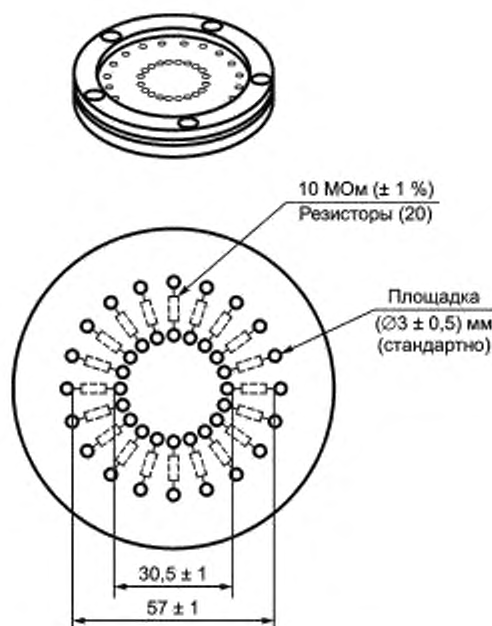 10 МОм (± 1 %)
Резисторы (20)
Площадка
(∅3 ± 0,5) мм
(стандартно)
30,5 ± 1
57 ± 1